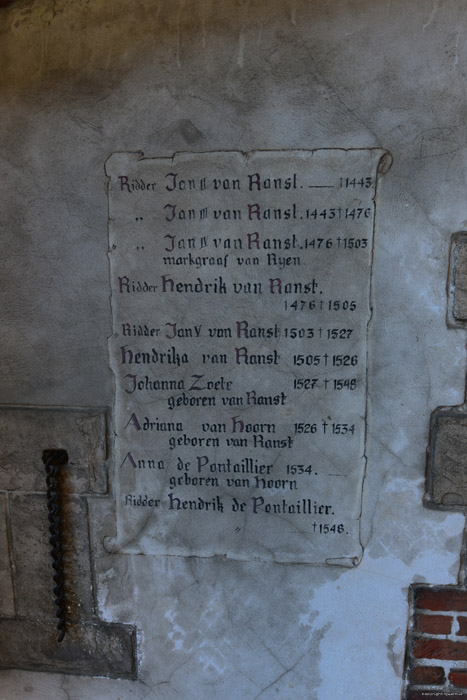 Ridder Jan II van Ranst. — †1443.
,, Jan III van Ranst. 1443†1476
,, Jan IV van Ranst. 1476†1503
markgraaf van Ryen.
Ridder Hendrik van Ranst.
1476†1505
Ridder Jan V van Ranst 1503†1527
Hendrika van Ranst 1505†1526
Johanna Zoete 1527†1548
geboren van Ranst
Adriana van Hoorn 1526†1534
geboren van Ranst
Anna de Pontaillier 1534. —
geboren van Hoorn
Ridder Hendrik de Pontaillier.
,, †1546.